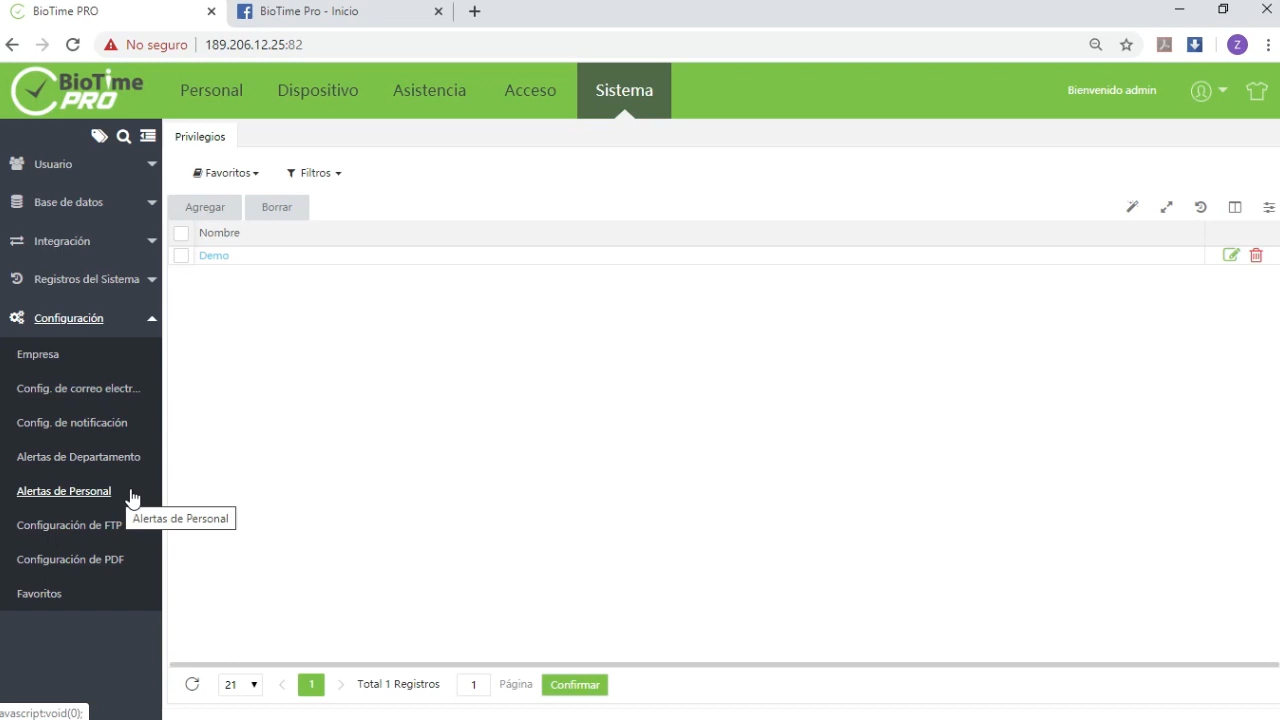 BioTime PRO
BioTime Pro - Inicio
No seguro
189.206.12.25:82
Z
BioTime PRO
Personal
Dispositivo
Asistencia
Acceso
Sistema
Bienvenido admin
Privilegios
Usuario
Base de datos
Integración
Registros del Sistema
Configuración
Empresa
Config. de correo electr...
Config. de notificación
Alertas de Departamento
Alertas de Personal
Alertas de Personal
Configuración de FTP
Configuración de PDF
Favoritos
Favoritos
Filtros
Agregar
Borrar
Nombre
Demo
21
1
Total 1 Registros
1
Página
Confirmar
avascript:void(0);